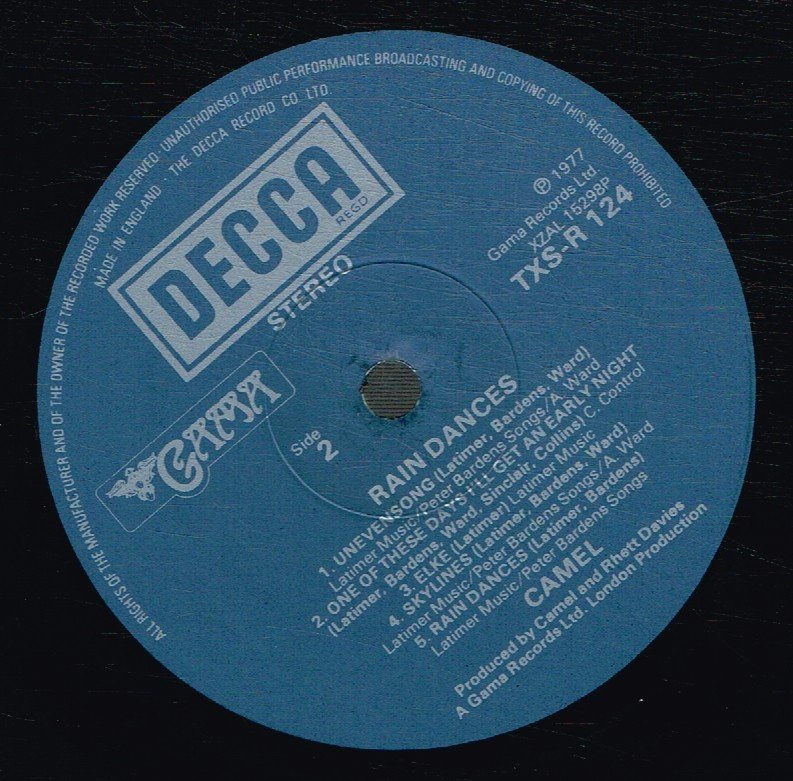 ALL RIGHTS OF THE MANUFACTURER AND OF THE OWNER OF THE RECORDED WORK RESERVED · UNAUTHORISED PUBLIC PERFORMANCE BROADCASTING AND COPYING OF THIS RECORD PROHIBITED
MADE IN ENGLAND · THE DECCA RECORD CO LTD.
DECCA
REGD
STEREO
GAMA
℗ 1977
Gama Records Ltd
XZAL 15298P
TXS-R 124
Side
2
RAIN DANCES
1. UNEVENSONG (Latimer, Bardens, Ward)
Latimer Music/Peter Bardens Songs/A. Ward
2. ONE OF THESE DAYS I'LL GET AN EARLY NIGHT
(Latimer, Bardens, Ward, Sinclair, Collins) C. Control
3. ELKE (Latimer) Latimer Music
4. SKYLINES (Latimer, Bardens, Ward)
Latimer Music/Peter Bardens Songs/A. Ward
5. RAIN DANCES (Latimer, Bardens)
Latimer Music/Peter Bardens Songs
CAMEL
Produced by Camel and Rhett Davies
A Gama Records Ltd. London Production